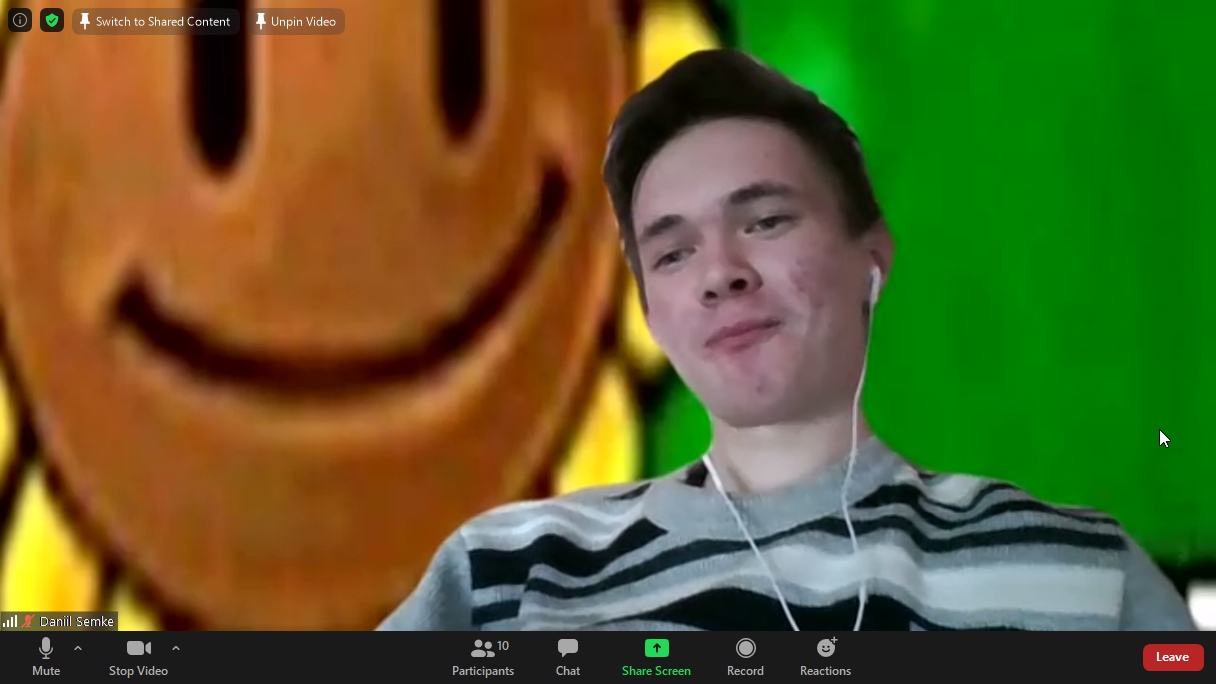 Switch to Shared Content
Unpin Video
Daniil Semke
Mute
Stop Video
10
Participants
Chat
Share Screen
Record
Reactions
Leave